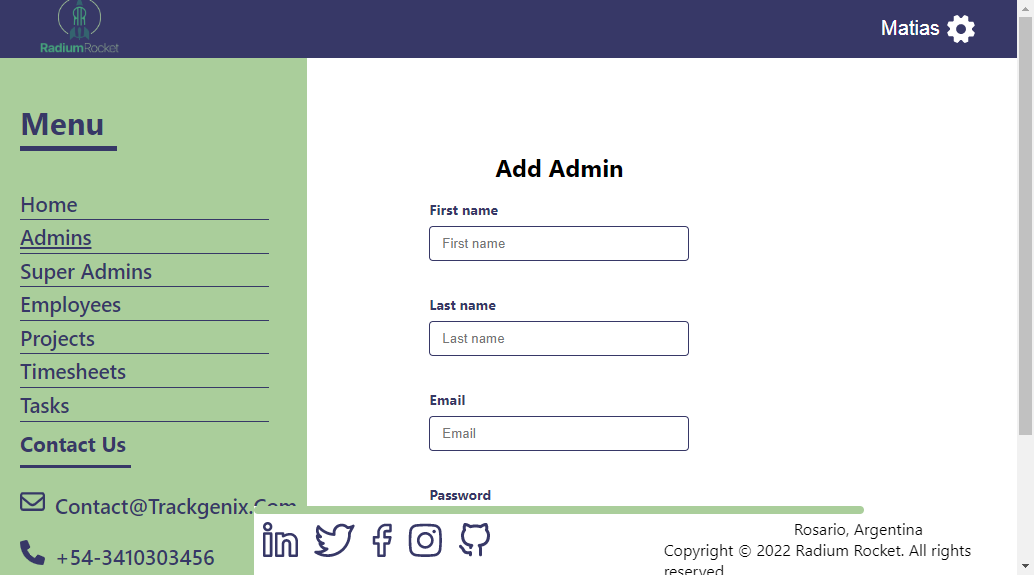 RadiumRocket
Matias
Menu
Home
Admins
Super Admins
Employees
Projects
Timesheets
Tasks
Contact Us
Contact@Trackgenix.Com
+54-3410303456
Add Admin
First name
First name
Last name
Last name
Email
Email
Password
Rosario, Argentina
Copyright © 2022 Radium Rocket. All rights
reserved